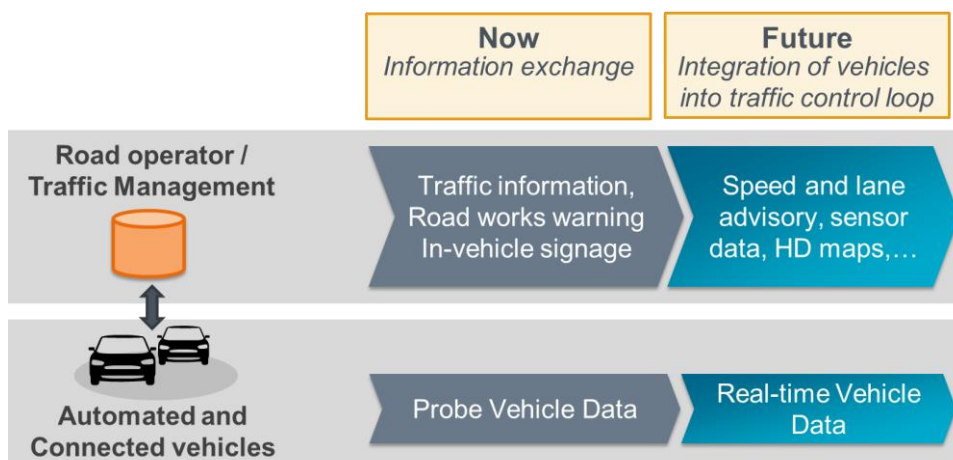 Now
Information exchange
Future
Integration of vehicles
into traffic control loop
Road operator /
Traffic Management
Traffic information,
Road works warning
In-vehicle signage
Speed and lane
advisory, sensor
data, HD maps,...
Automated and
Connected vehicles
Probe Vehicle Data
Real-time Vehicle
Data